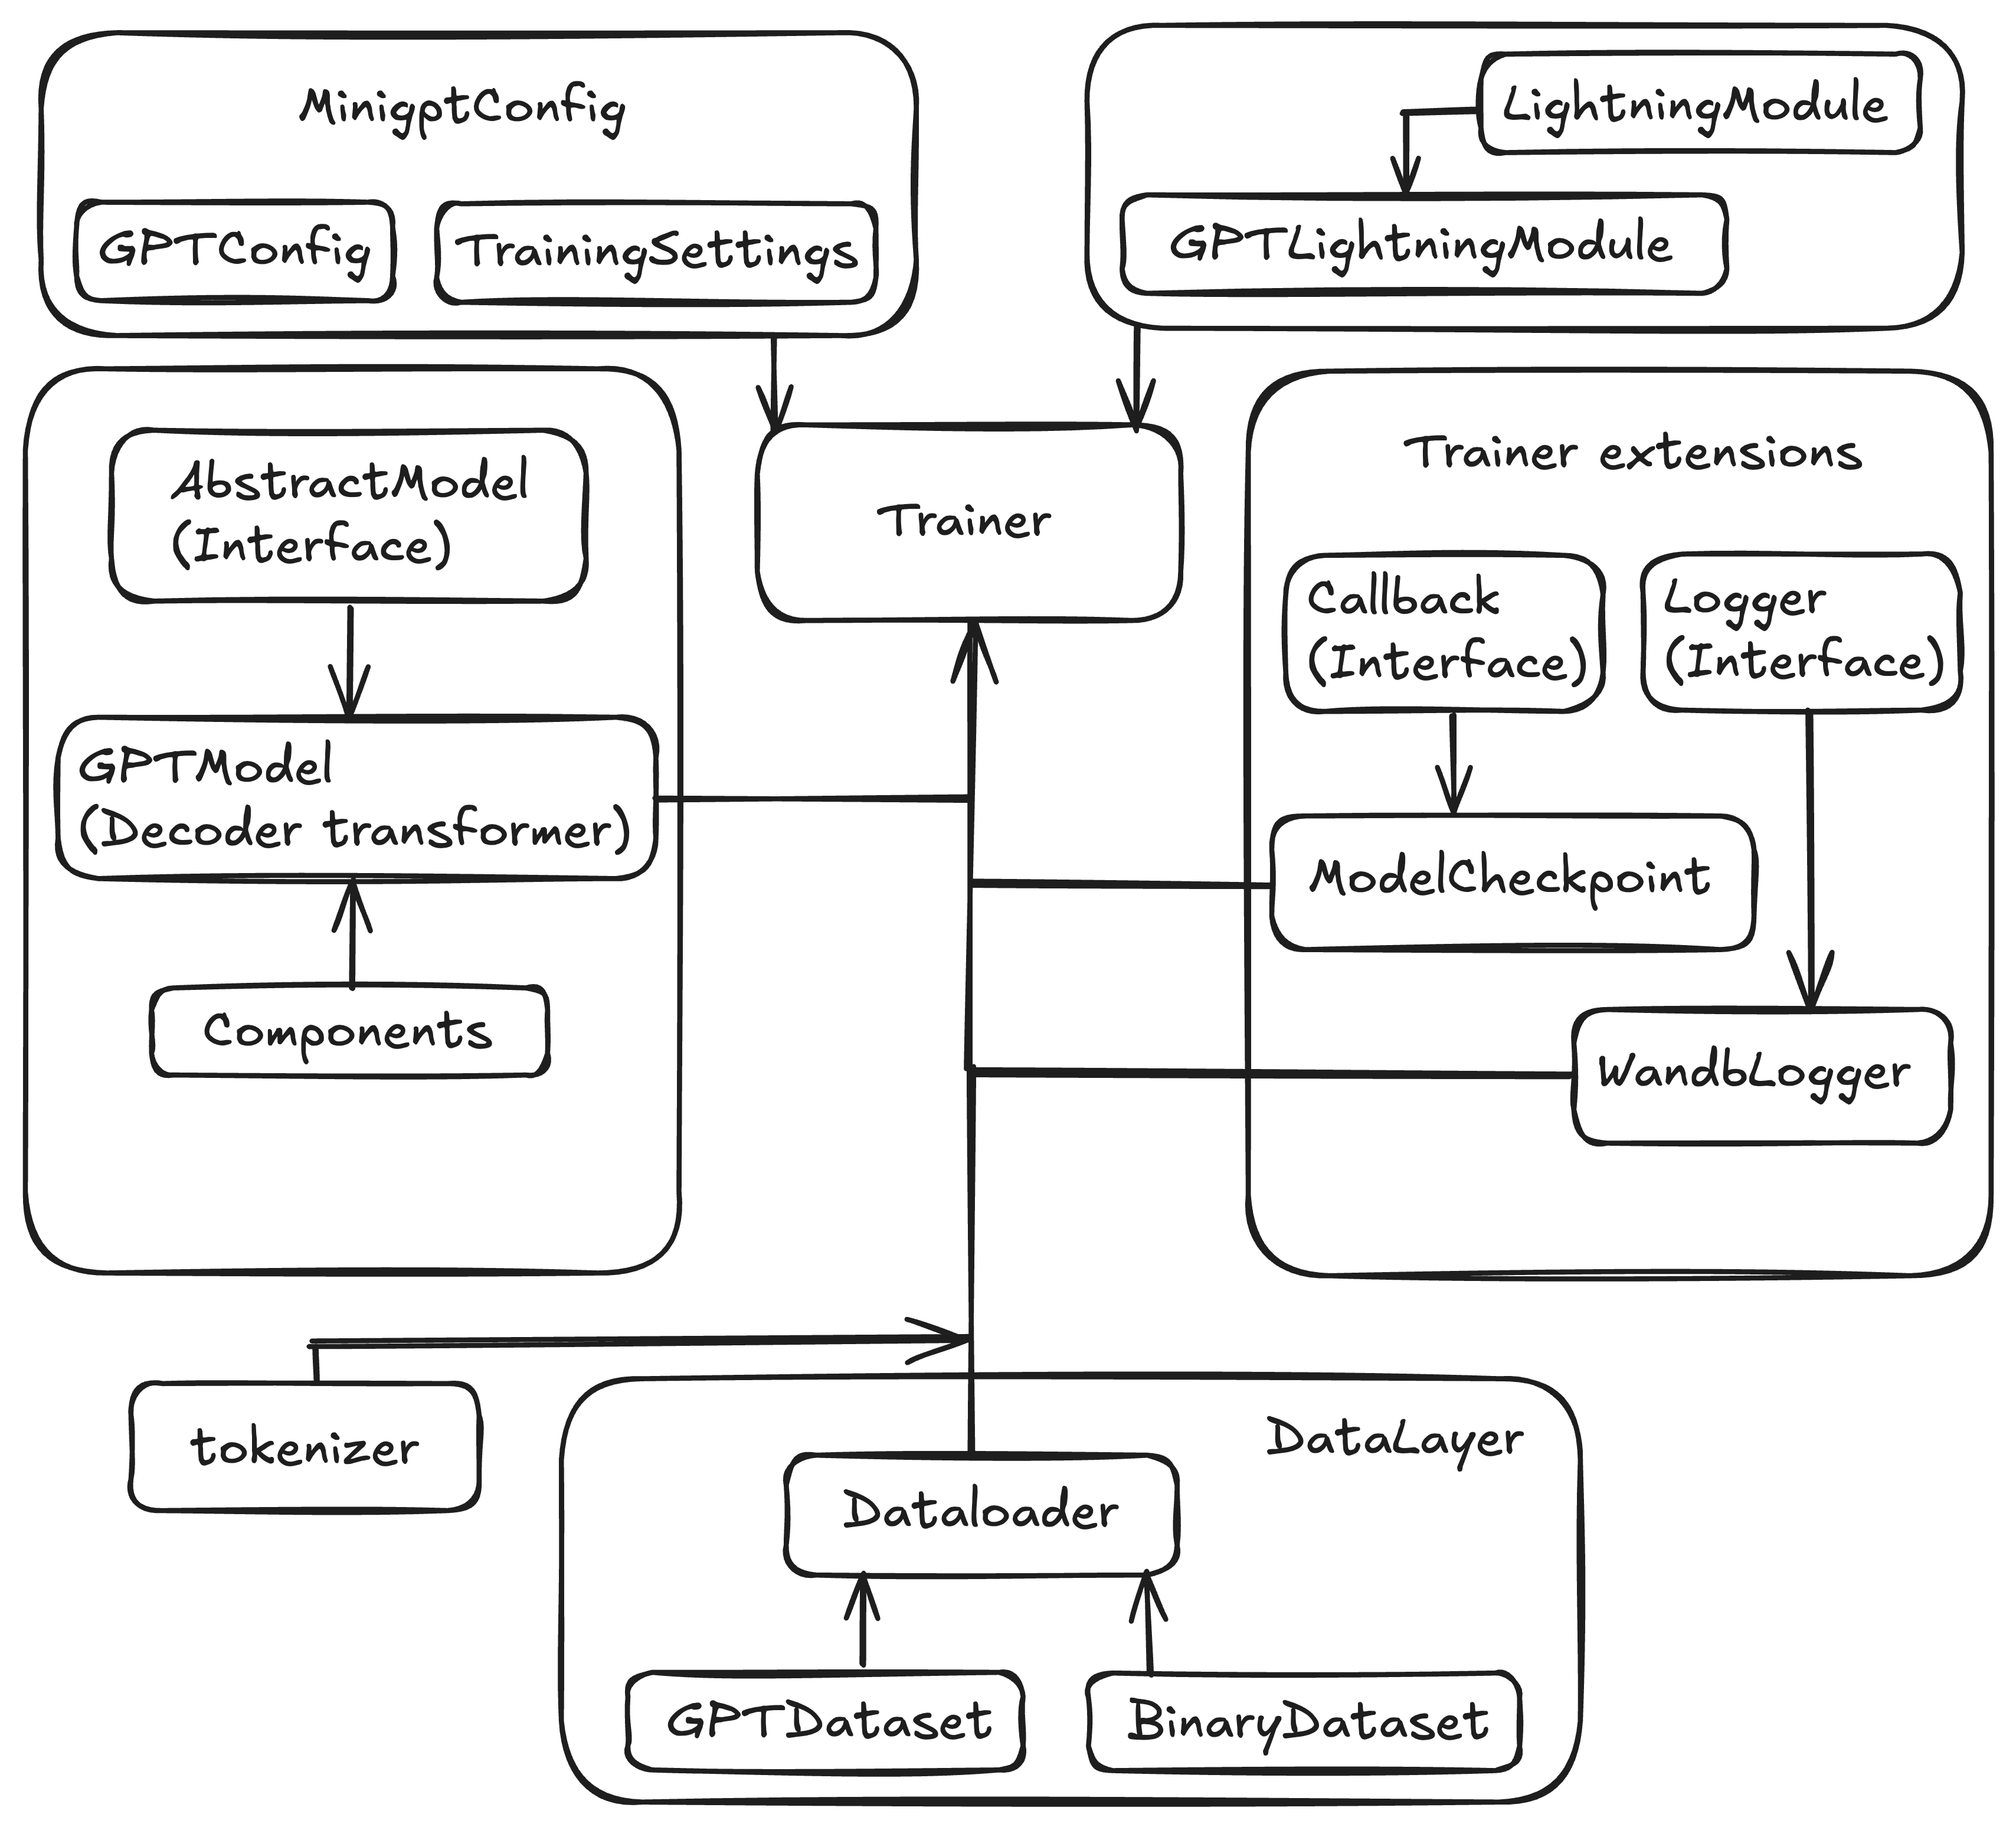 MinigptConfig
GPTConfig
TrainingSettings
LightningModule
GPTLightningModule
AbstractModel
(Interface)
GPTModel
(Decoder transformer)
Components
Trainer
Trainer extensions
Callback
(Interface)
Logger
(Interface)
ModelCheckpoint
WandbLogger
tokenizer
DataLayer
Dataloader
GPTDataset
BinaryDataset